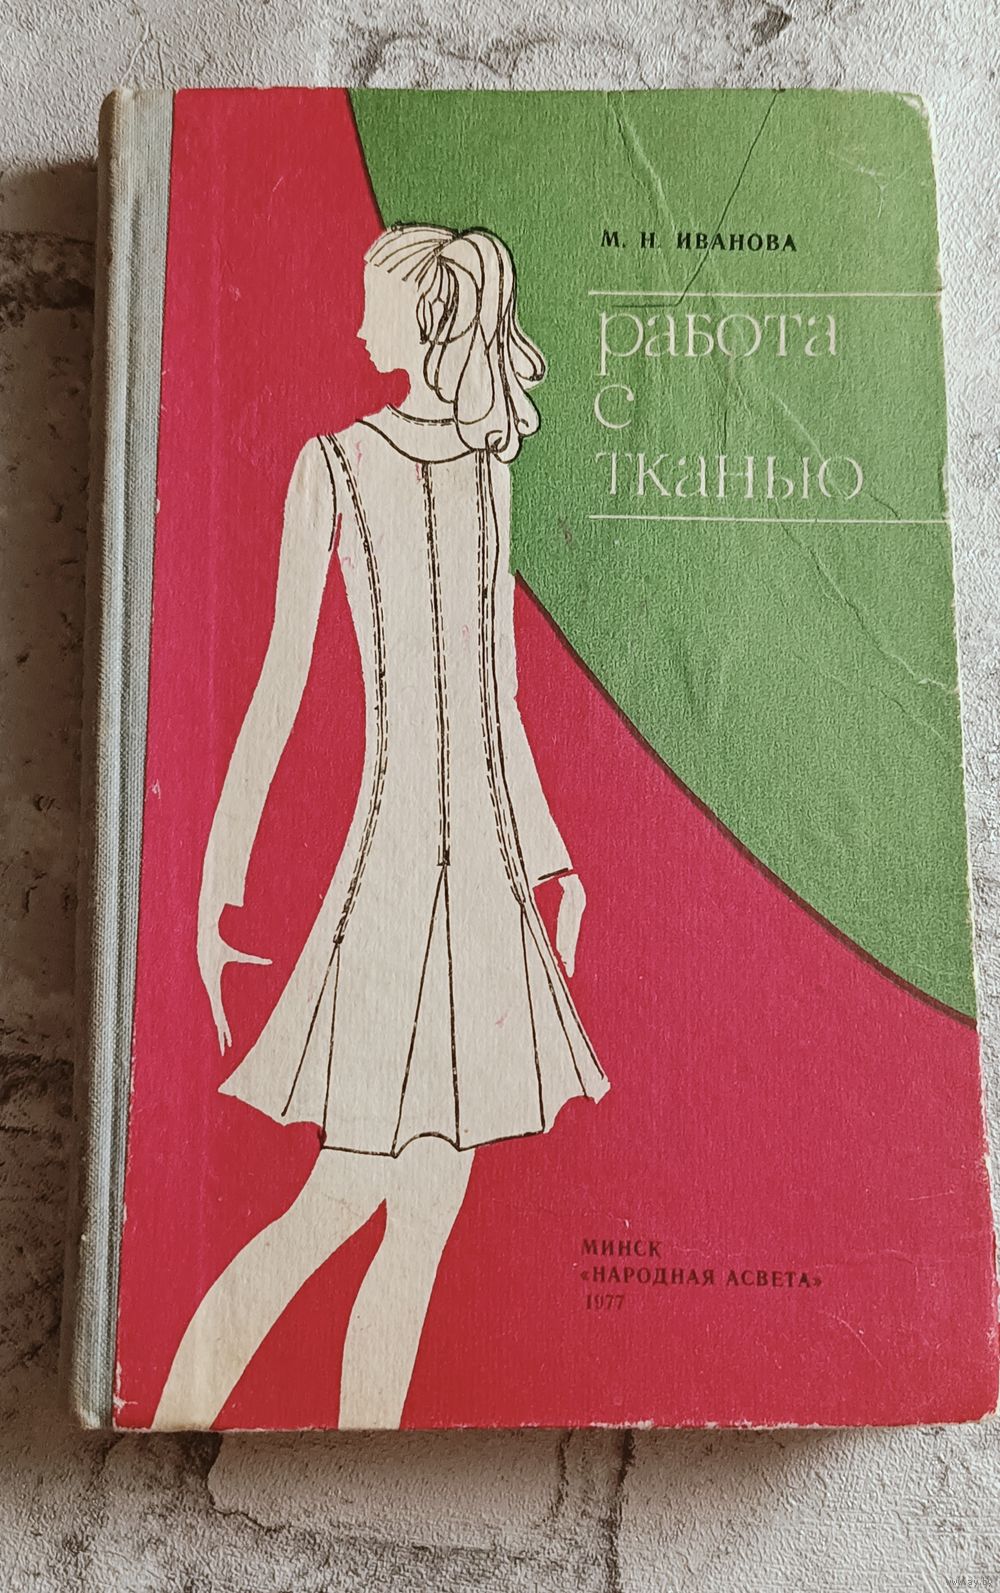 М. Н. ИВАНОВА
работа
с
тканью
МИНСК
«НАРОДНАЯ АСВЕТА»
1977